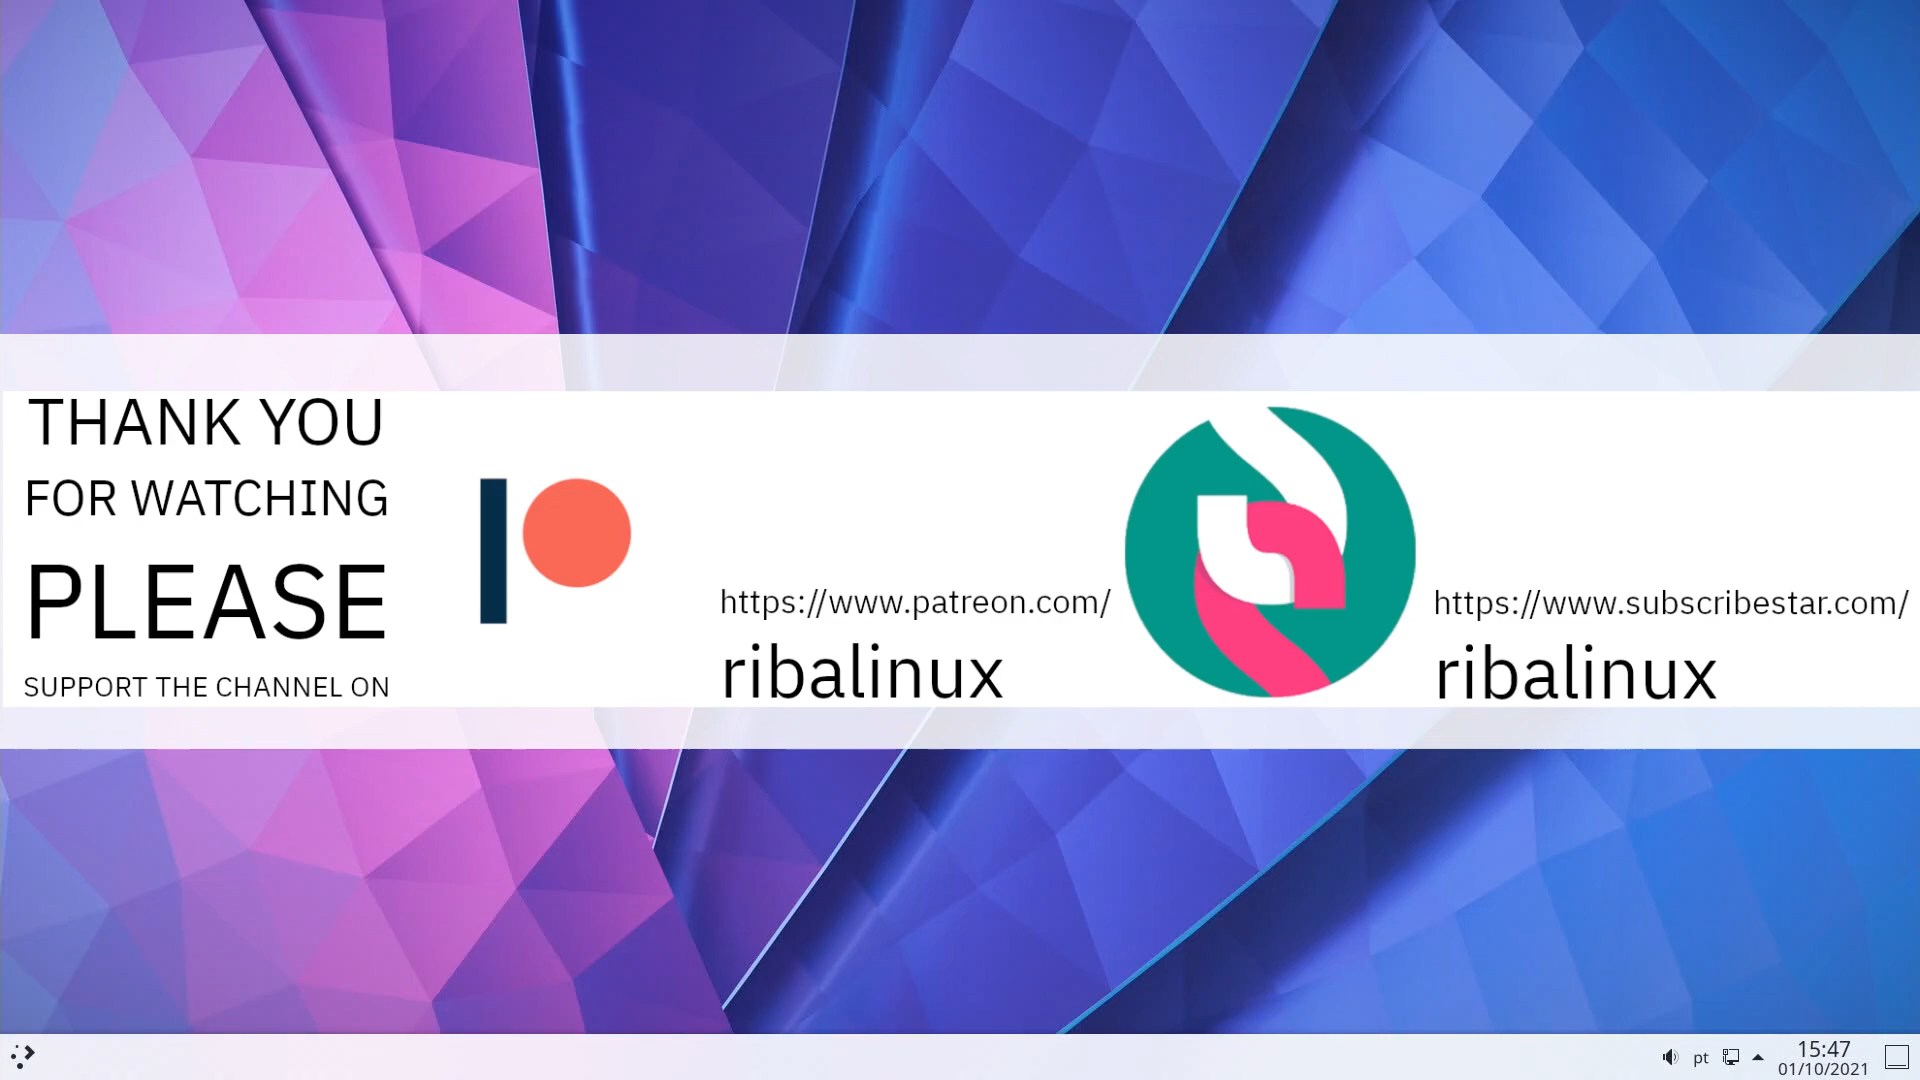 THANK YOU
FOR WATCHING
PLEASE
SUPPORT THE CHANNEL ON
https://www.patreon.com/
ribalinux
https://www.subscribestar.com/
ribalinux
pt
15:47
01/10/2021